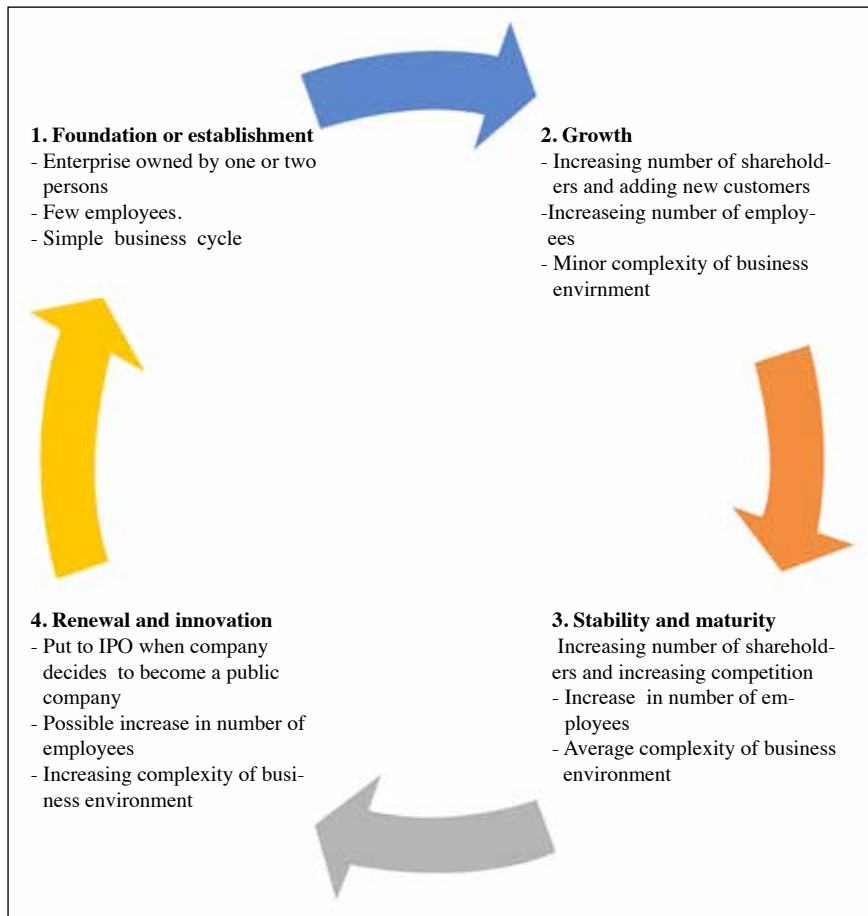 1. Foundation or establishment
- Enterprise owned by one or two
persons
- Few employees.
- Simple business cycle
2. Growth
- Increasing number of sharehold-
ers and adding new customers
-Increaseing number of employ-
ees
- Minor complexity of business
envirnment
4. Renewal and innovation
- Put to IPO when company
decides to become a public
company
- Possible increase in number of
employees
- Increasing complexity of busi-
ness environment
3. Stability and maturity
Increasing number of sharehold-
ers and increasing competition
- Increase in number of em-
ployees
- Average complexity of business
environment